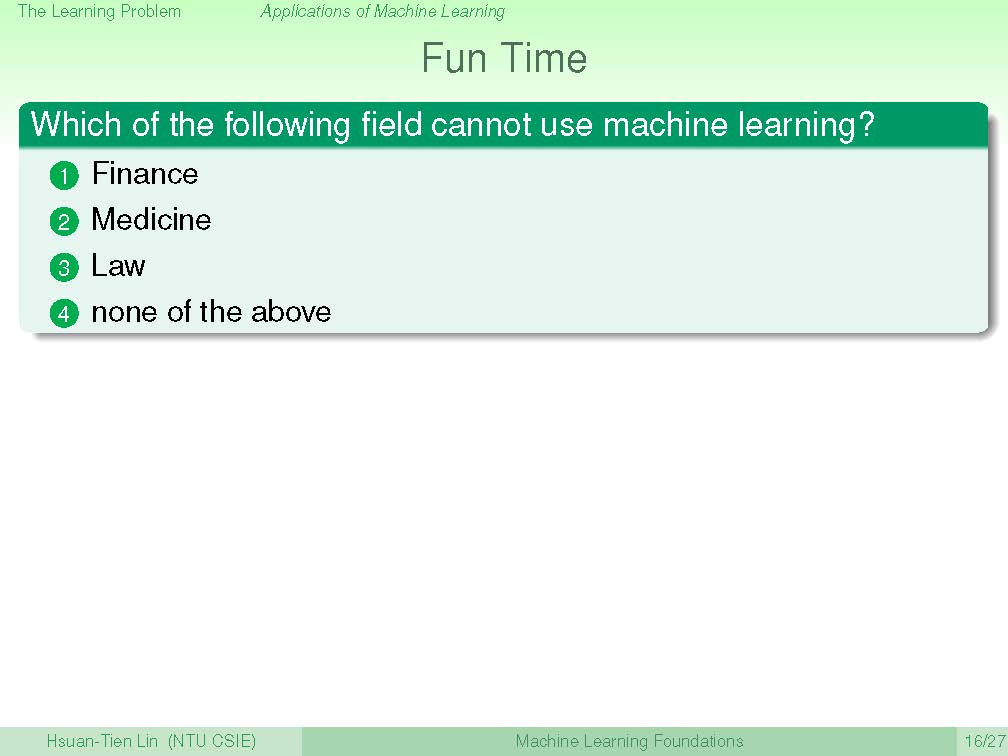 The Learning Problem Applications of Machine Learning
Fun Time
Which of the following field cannot use machine learning?
1 Finance
2 Medicine
3 Law
4 none of the above
Hsuan-Tien Lin (NTU CSIE) Machine Learning Foundations 16/27